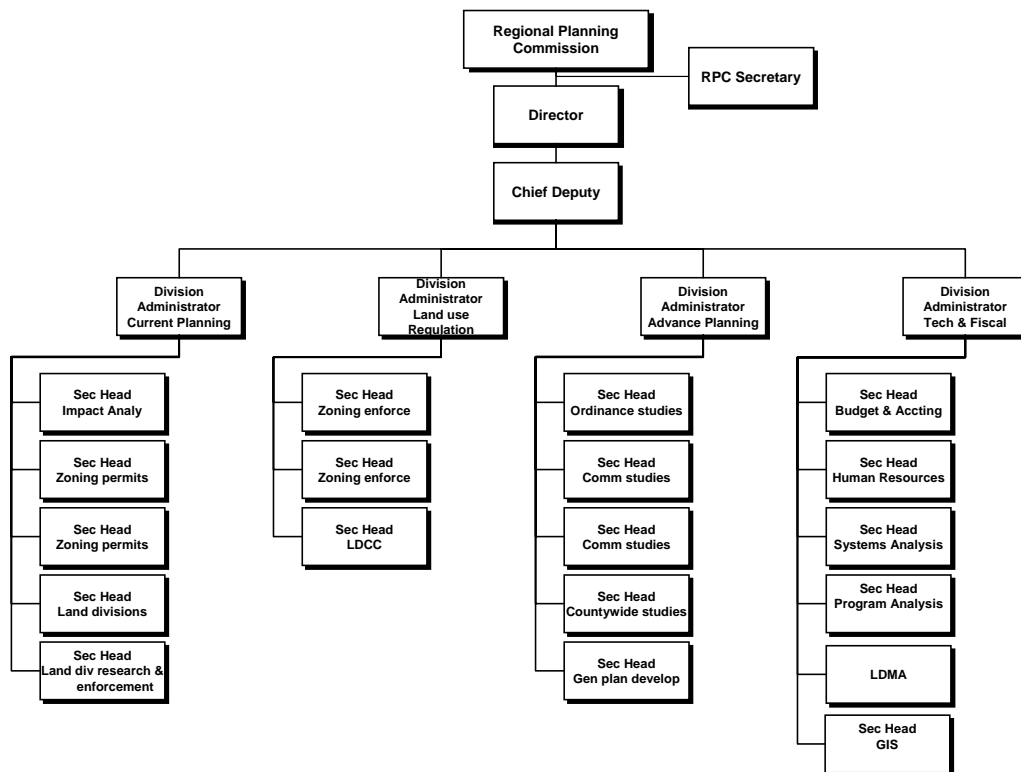 Regional Planning
Commission
RPC Secretary
Director
Chief Deputy
Division
Administrator
Current Planning
Division
Administrator
Land use
Regulation
Division
Administrator
Advance Planning
Division
Administrator
Tech & Fiscal
Sec Head
Impact Analy
Sec Head
Zoning permits
Sec Head
Zoning permits
Sec Head
Land divisions
Sec Head
Land div research &
enforcement
Sec Head
Zoning enforce
Sec Head
Zoning enforce
Sec Head
LDCC
Sec Head
Ordinance studies
Sec Head
Comm studies
Sec Head
Comm studies
Sec Head
Countywide studies
Sec Head
Gen plan develop
Sec Head
Budget & Accting
Sec Head
Human Resources
Sec Head
Systems Analysis
Sec Head
Program Analysis
LDMA
Sec Head
GIS